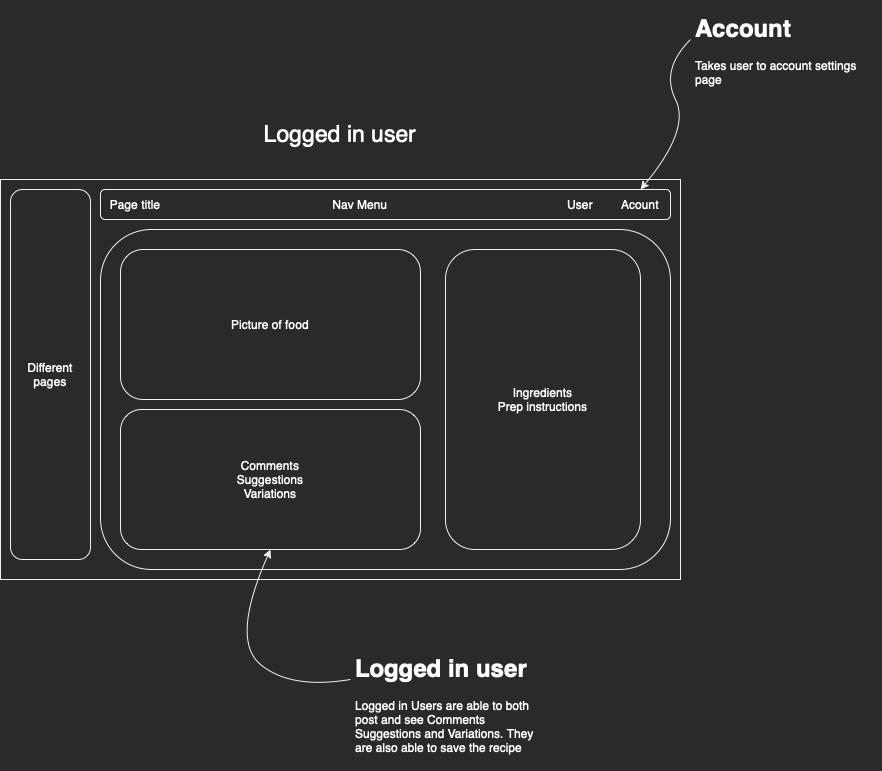 Account
Takes user to account settings
page
Logged in user
Page title
Nav Menu
User
Acount
Different
pages
Picture of food
Ingredients
Prep instructions
Comments
Suggestions
Variations
Logged in user
Logged in Users are able to both
post and see Comments
Suggestions and Variations. They
are also able to save the recipe